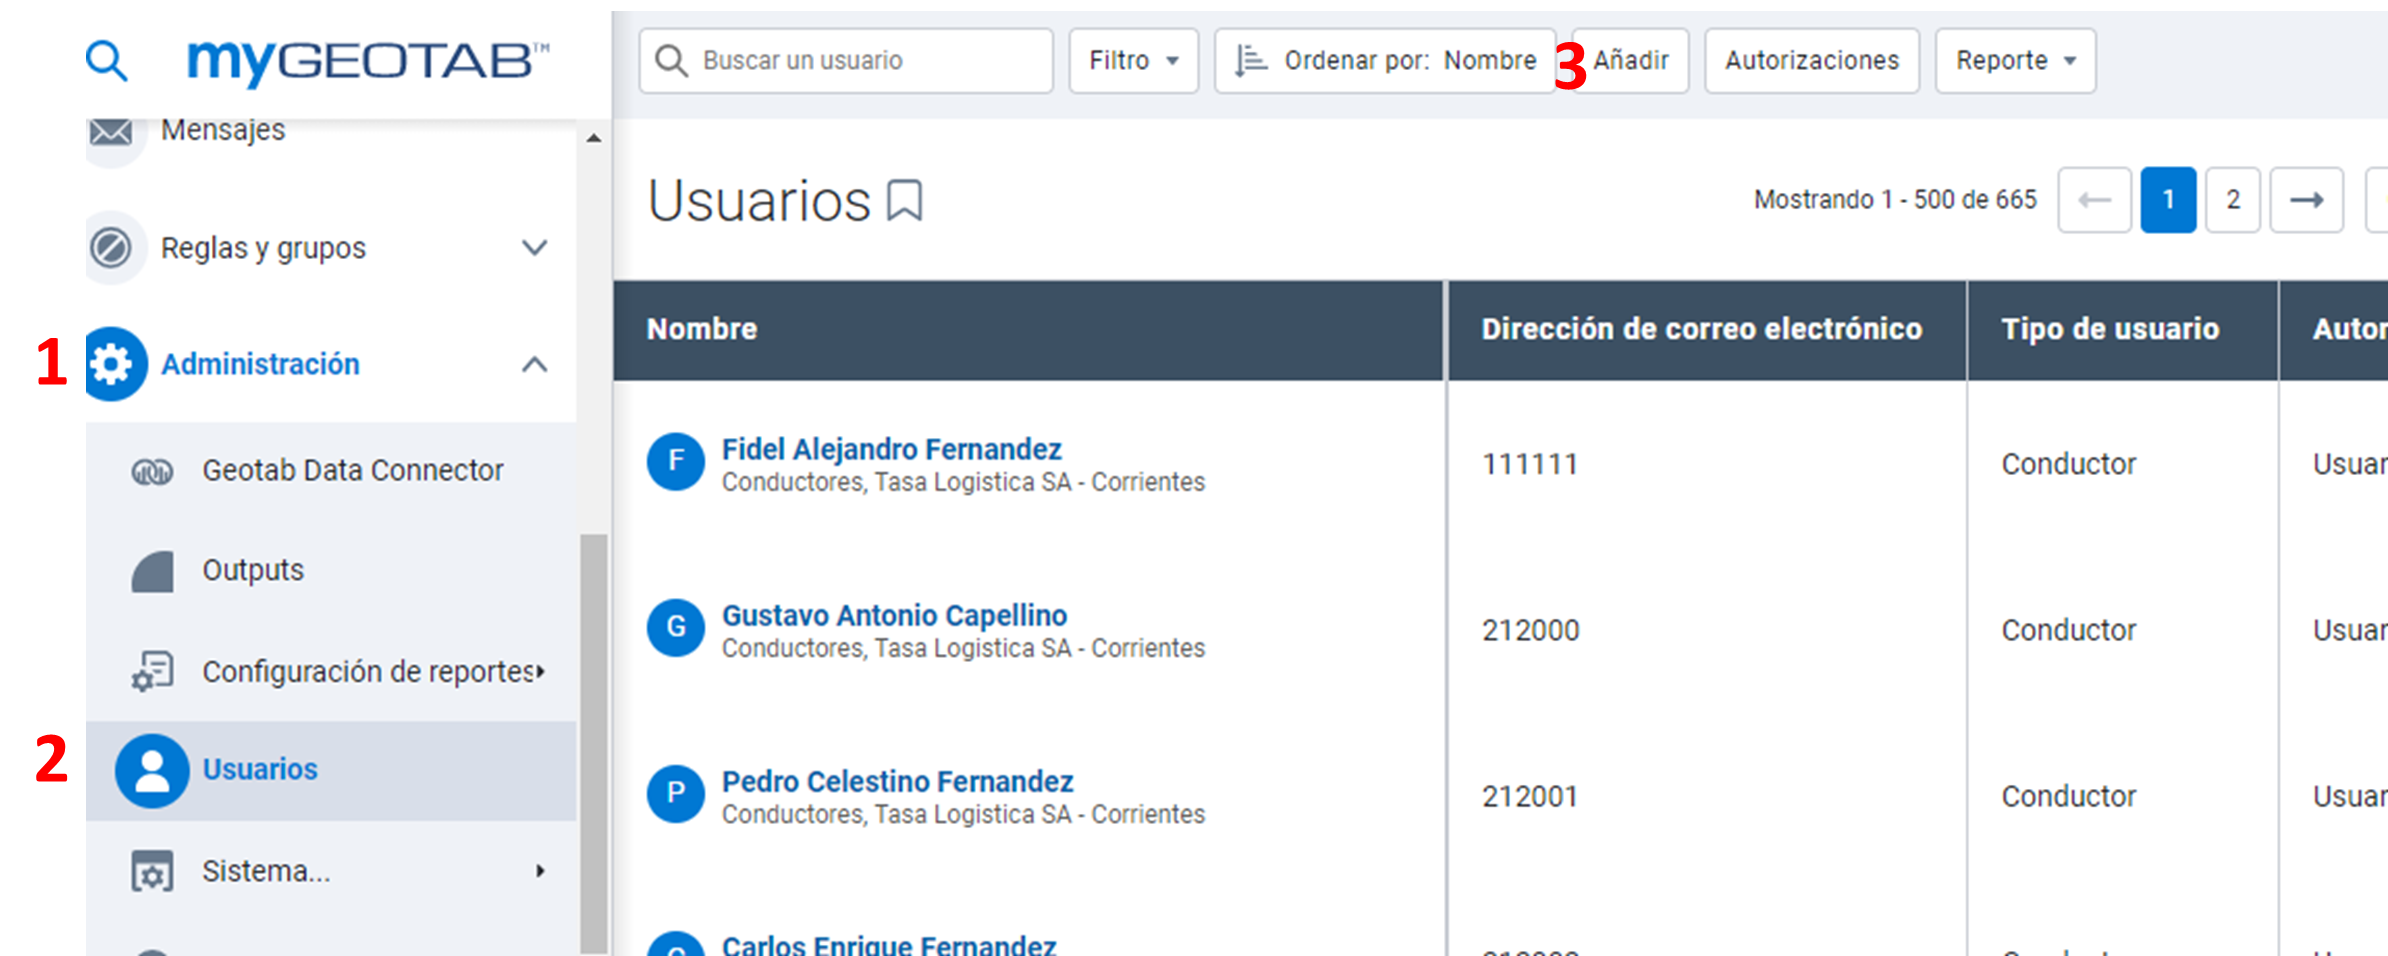 myGEOTAB™
Buscar un usuario
Filtro
Ordenar por: Nombre
3
Añadir
Autorizaciones
Reporte
Mensajes
Reglas y grupos
1
Administración
Geotab Data Connector
Outputs
Configuración de reportes
2
Usuarios
Sistema...
Usuarios
Mostrando 1 - 500 de 665
1
2
Nombre
Dirección de correo electrónico
Tipo de usuario
Autor
F
Fidel Alejandro Fernandez
Conductores, Tasa Logistica SA - Corrientes
111111
Conductor
Usuar
G
Gustavo Antonio Capellino
Conductores, Tasa Logistica SA - Corrientes
212000
Conductor
Usuar
P
Pedro Celestino Fernandez
Conductores, Tasa Logistica SA - Corrientes
212001
Conductor
Usuar
Carlos Enrique Fernandez